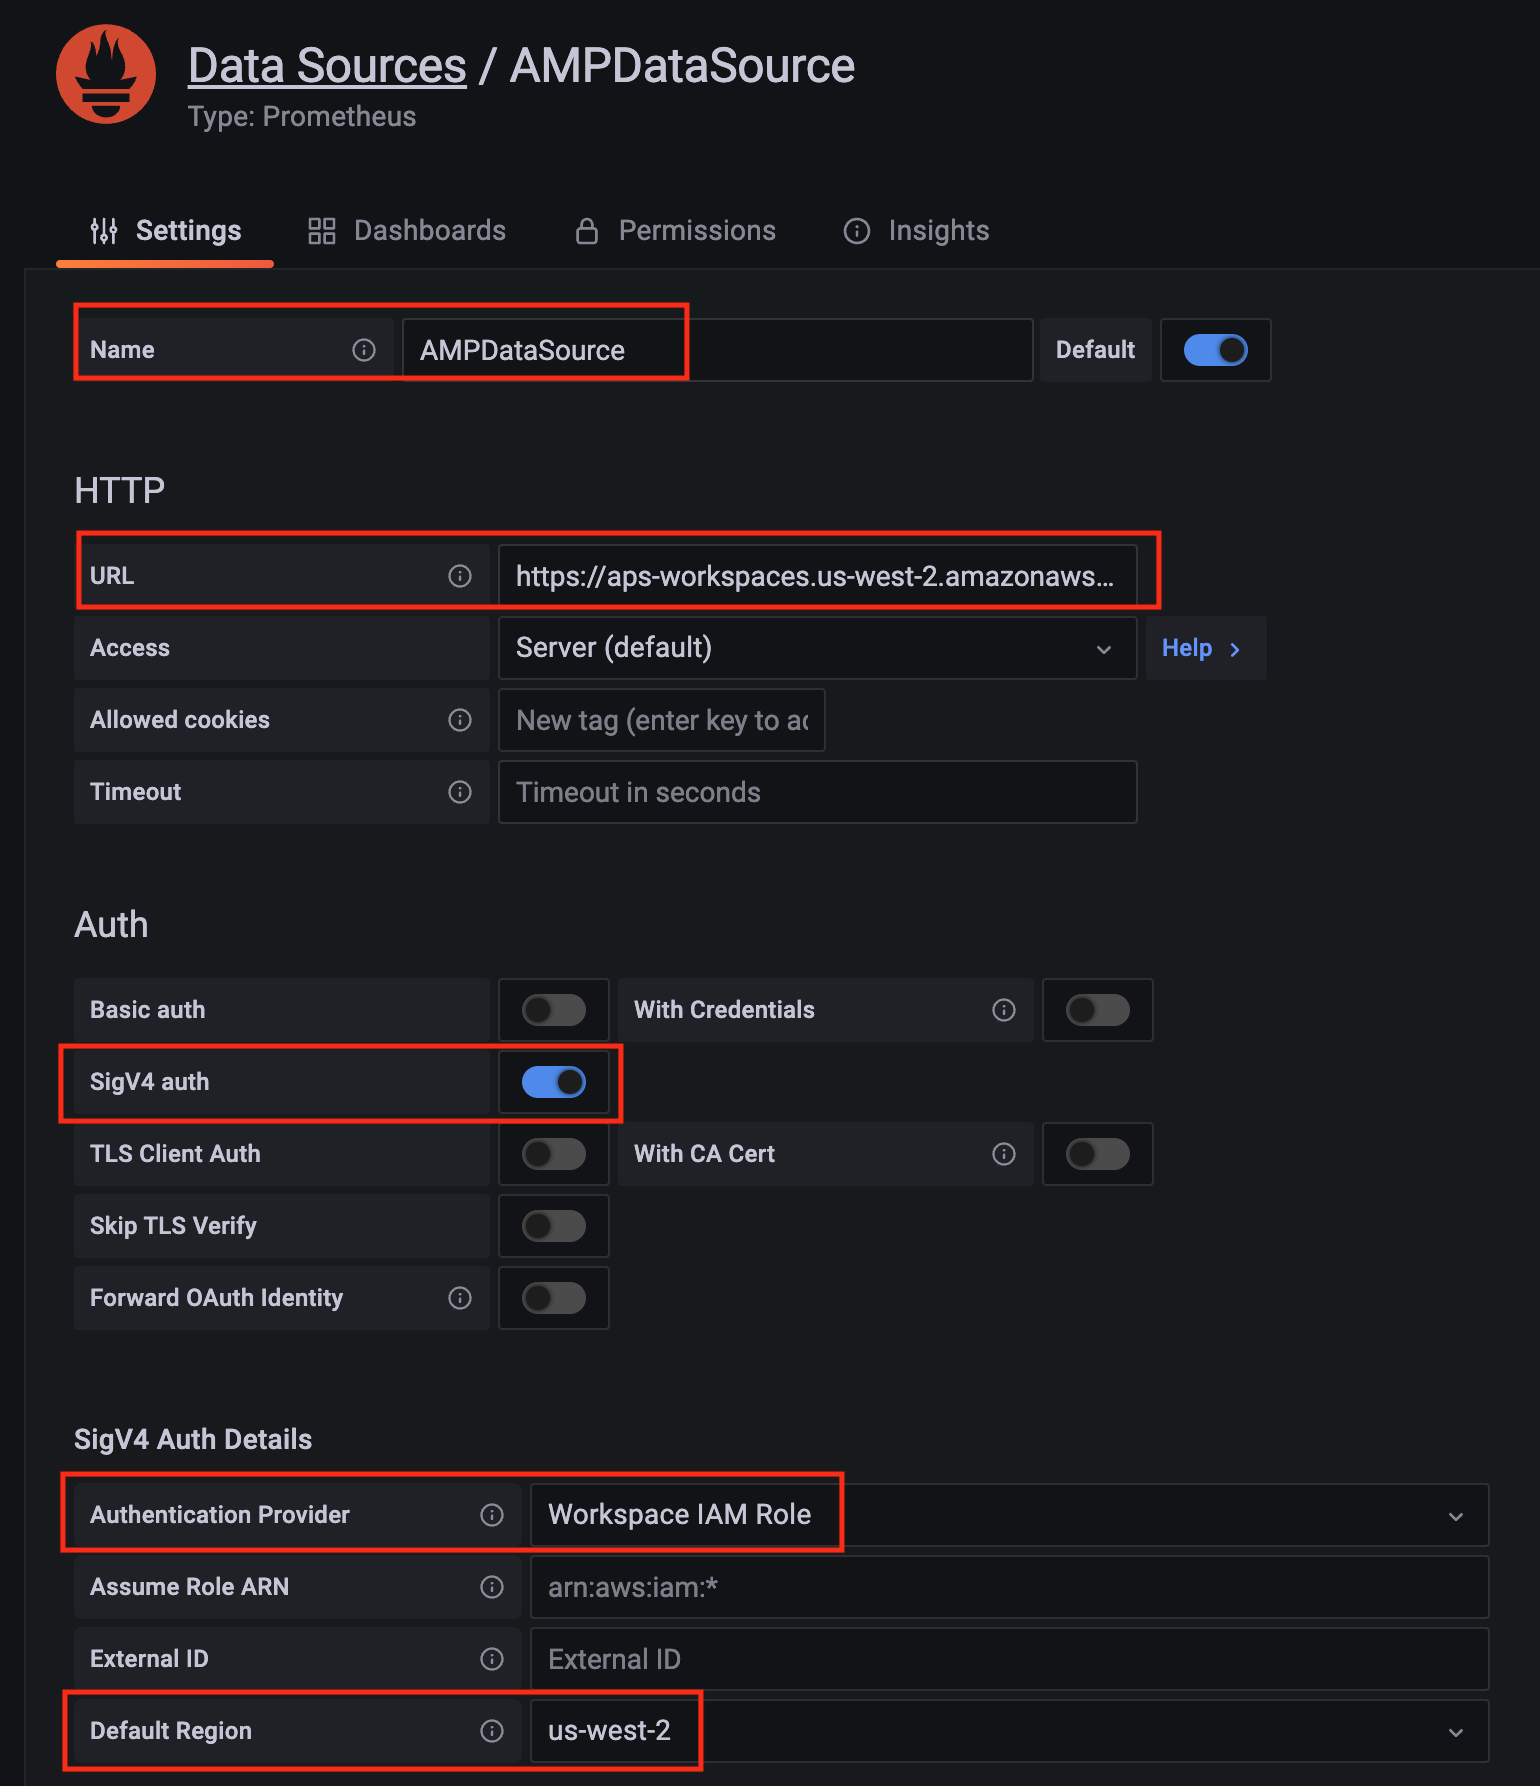 Data Sources / AMPDataSource
Type: Prometheus
Settings Dashboards Permissions Insights
Name AMPDataSource Default
HTTP
URL https://aps-workspaces.us-west-2.amazonaws...
Access Server (default) Help
Allowed cookies New tag (enter key to ad
Timeout Timeout in seconds
Auth
Basic auth With Credentials
SigV4 auth
TLS Client Auth With CA Cert
Skip TLS Verify
Forward OAuth Identity
SigV4 Auth Details
Authentication Provider Workspace IAM Role
Assume Role ARN arn:aws:iam:*
External ID External ID
Default Region us-west-2